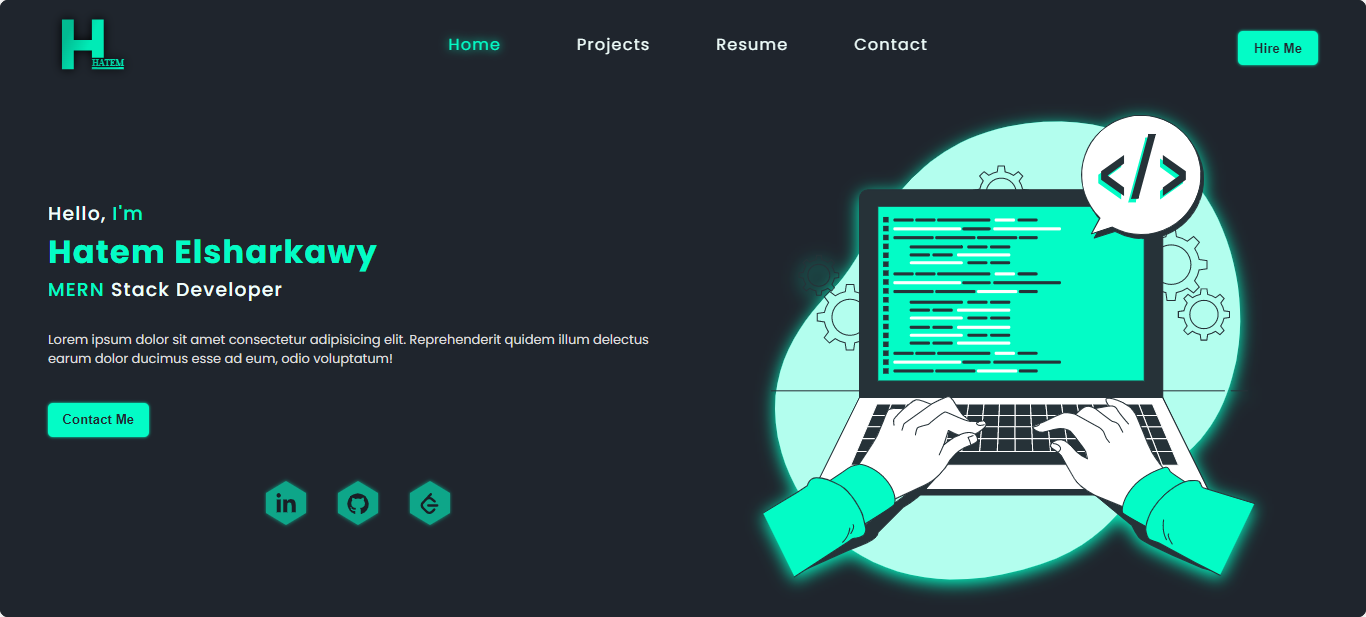 H
HATEM
Home Projects Resume Contact
Hire Me
</>
Hello, I'm
Hatem Elsharkawy
MERN Stack Developer
Lorem ipsum dolor sit amet consectetur adipisicing elit. Reprehenderit quidem illum delectus
earum dolor ducimus esse ad eum, odio voluptatum!
Contact Me
in